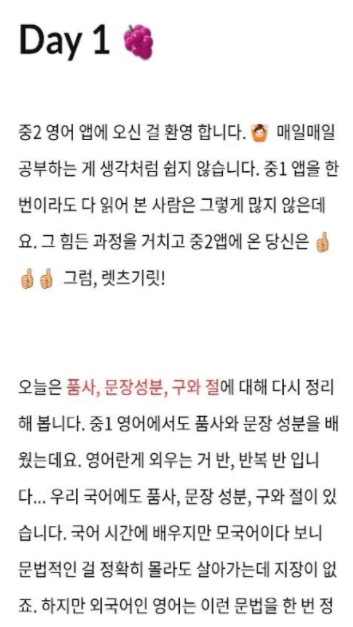 Day 1 🍇
중2 영어 앱에 오신 걸 환영 합니다. 🙆 매일매일
공부하는 게 생각처럼 쉽지 않습니다. 중1 앱을 한
번이라도 다 읽어 본 사람은 그렇게 많지 않은데
요. 그 힘든 과정을 거치고 중2앱에 온 당신은 👍
👍👍 그럼, 렛츠기릿!
오늘은 품사, 문장성분, 구와 절에 대해 다시 정리
해 봅니다. 중1 영어에서도 품사와 문장 성분을 배
웠는데요. 영어란게 외우는 거 반, 반복 반 입니
다... 우리 국어에도 품사, 문장 성분, 구와 절이 있
습니다. 국어 시간에 배우지만 모국어이다 보니
문법적인 걸 정확히 몰라도 살아가는데 지장이 없
죠. 하지만 외국어인 영어는 이런 문법을 한 번 정